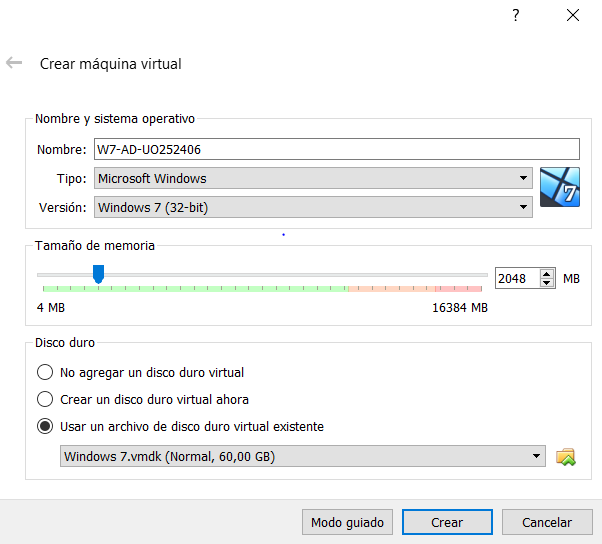 ?
Crear máquina virtual
Nombre y sistema operativo
Nombre: W7-AD-UO252406
Tipo: Microsoft Windows
7
Versión: Windows 7 (32-bit)
Tamaño de memoria
2048 MB
4 MB 16384 MB
Disco duro
No agregar un disco duro virtual
Crear un disco duro virtual ahora
Usar un archivo de disco duro virtual existente
Windows 7.vmdk (Normal, 60,00 GB)
Modo guiado Crear Cancelar